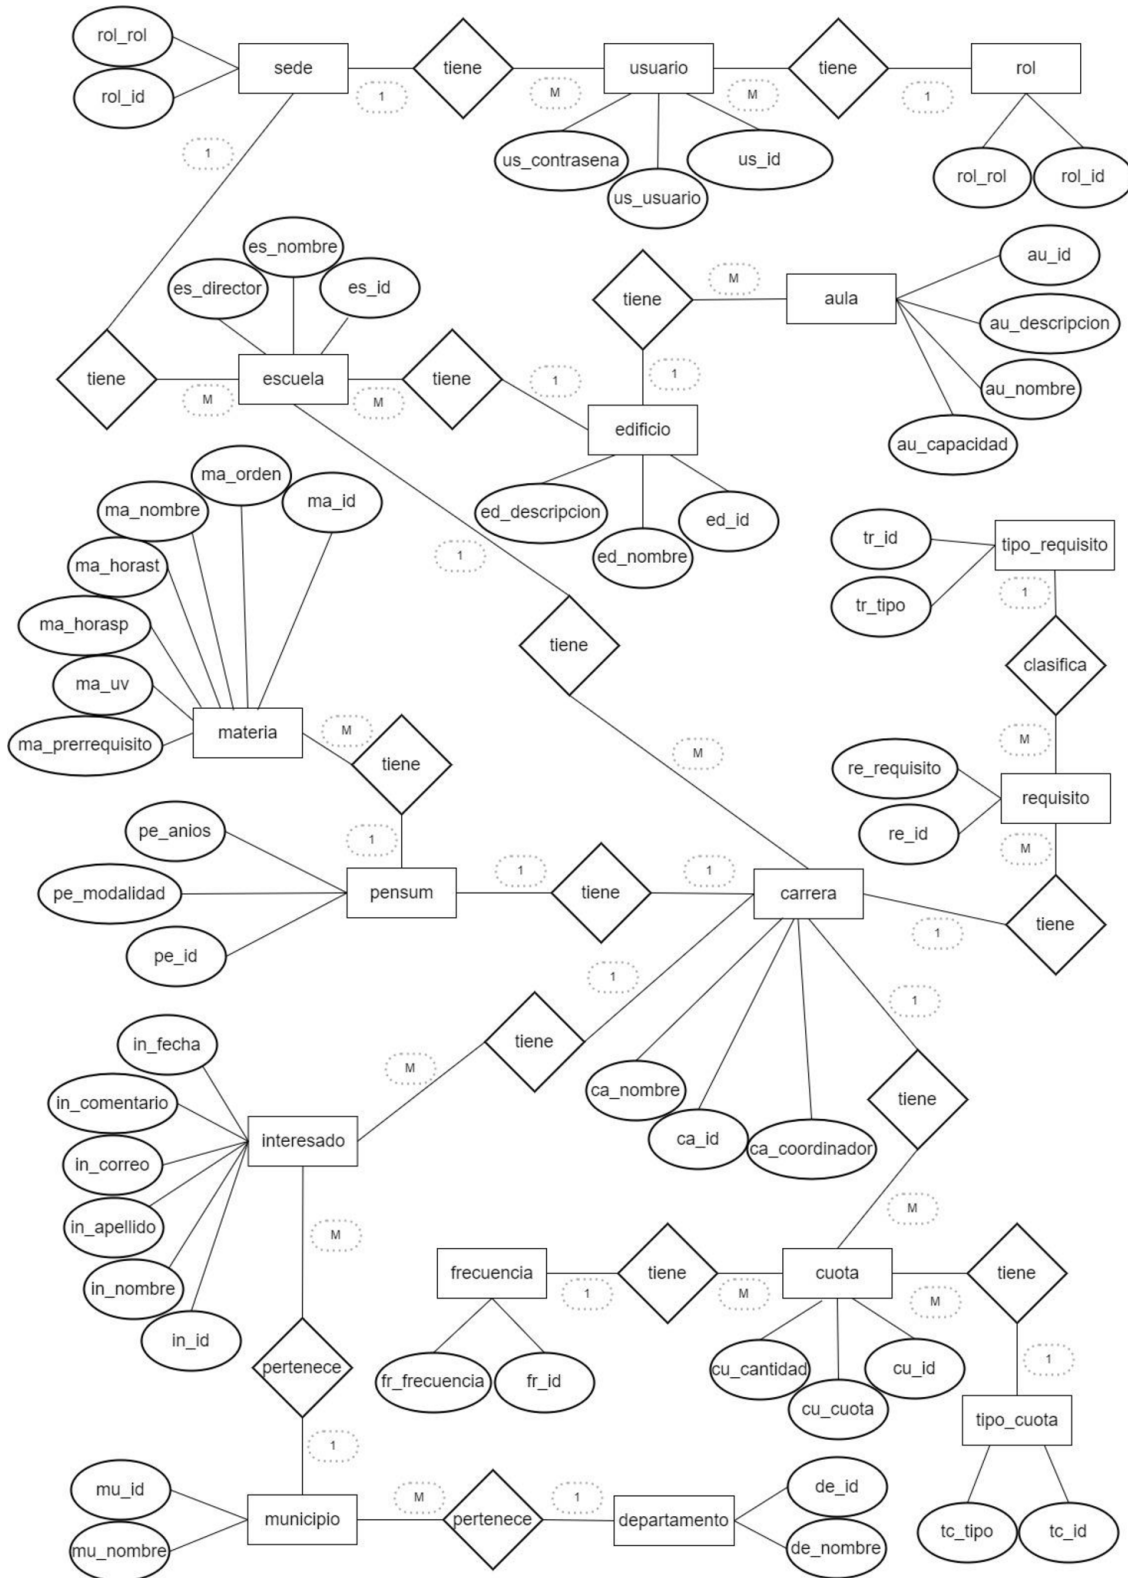 rol_rol
sede
tiene
usuario
tiene
rol
rol_id
1
M
M
1
us_contrasena
us_id
us_usuario
rol_rol
rol_id
1
es_nombre
es_director
es_id
au_id
tiene
M
aula
au_descripcion
au_nombre
au_capacidad
tiene
M
escuela
M
tiene
1
1
edificio
ed_descripcion
ed_nombre
ed_id
ma_orden
ma_nombre
ma_id
ma_horast
ma_horasp
ma_uv
ma_prerrequisito
materia
1
tiene
M
tr_id
tipo_requisito
tr_tipo
1
clasifica
M
re_requisito
requisito
re_id
M
tiene
1
M
tiene
1
pe_anios
pe_modalidad
pensum
1
tiene
1
carrera
pe_id
1
tiene
M
1
in_fecha
in_comentario
interesado
in_correo
in_apellido
in_nombre
in_id
ca_nombre
ca_id
ca_coordinador
tiene
M
M
pertenece
1
frecuencia
1
tiene
M
cuota
M
tiene
fr_frecuencia
fr_id
cu_cantidad
cu_cuota
cu_id
1
tipo_cuota
tc_tipo
tc_id
mu_id
municipio
mu_nombre
M
pertenece
1
departamento
de_id
de_nombre